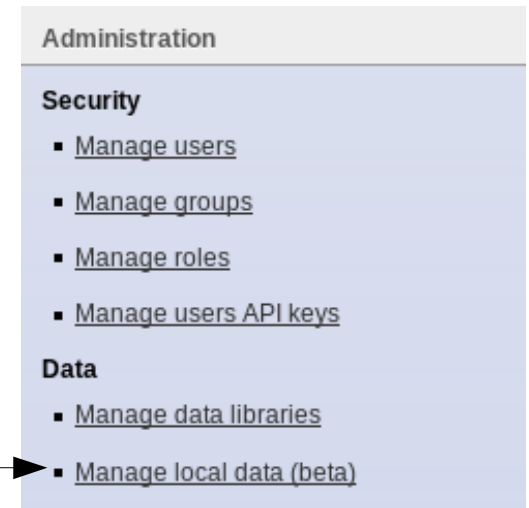 Administration
Security
Manage users
Manage groups
Manage roles
Manage users API keys
Data
Manage data libraries
Manage local data (beta)